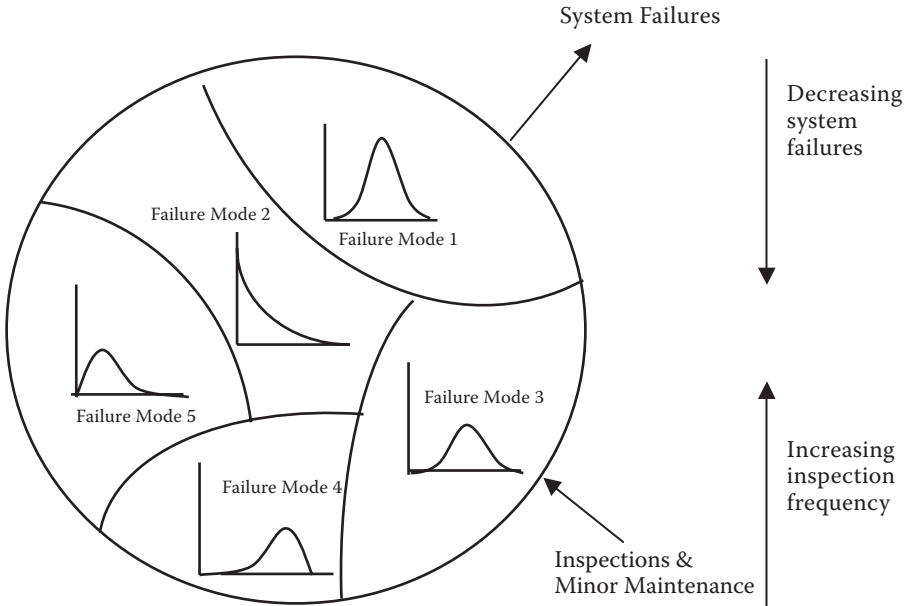 System Failures
Decreasing
system
failures
Failure Mode 2
Failure Mode 1
Failure Mode 3
Failure Mode 5
Increasing
inspection
frequency
Failure Mode 4
Inspections &
Minor Maintenance